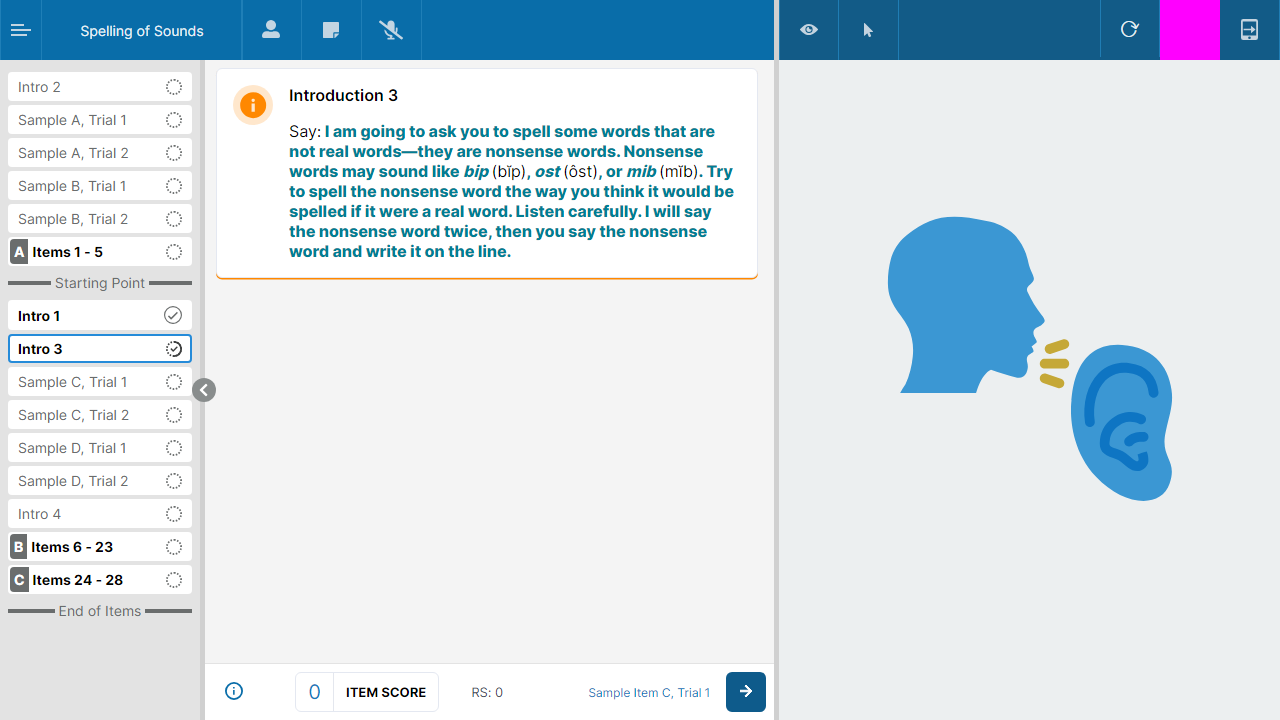 Spelling of Sounds
Intro 2
Sample A, Trial 1
Sample A, Trial 2
Sample B, Trial 1
Sample B, Trial 2
A Items 1 - 5
Starting Point
Intro 1
Intro 3
Sample C, Trial 1
Sample C, Trial 2
Sample D, Trial 1
Sample D, Trial 2
Intro 4
B Items 6 - 23
C Items 24 - 28
End of Items
Introduction 3
Say: I am going to ask you to spell some words that are
not real words—they are nonsense words. Nonsense
words may sound like bip (bĭp), ost (ôst), or mib (mĭb). Try
to spell the nonsense word the way you think it would be
spelled if it were a real word. Listen carefully. I will say
the nonsense word twice, then you say the nonsense
word and write it on the line.
0 ITEM SCORE
RS: 0
Sample Item C, Trial 1